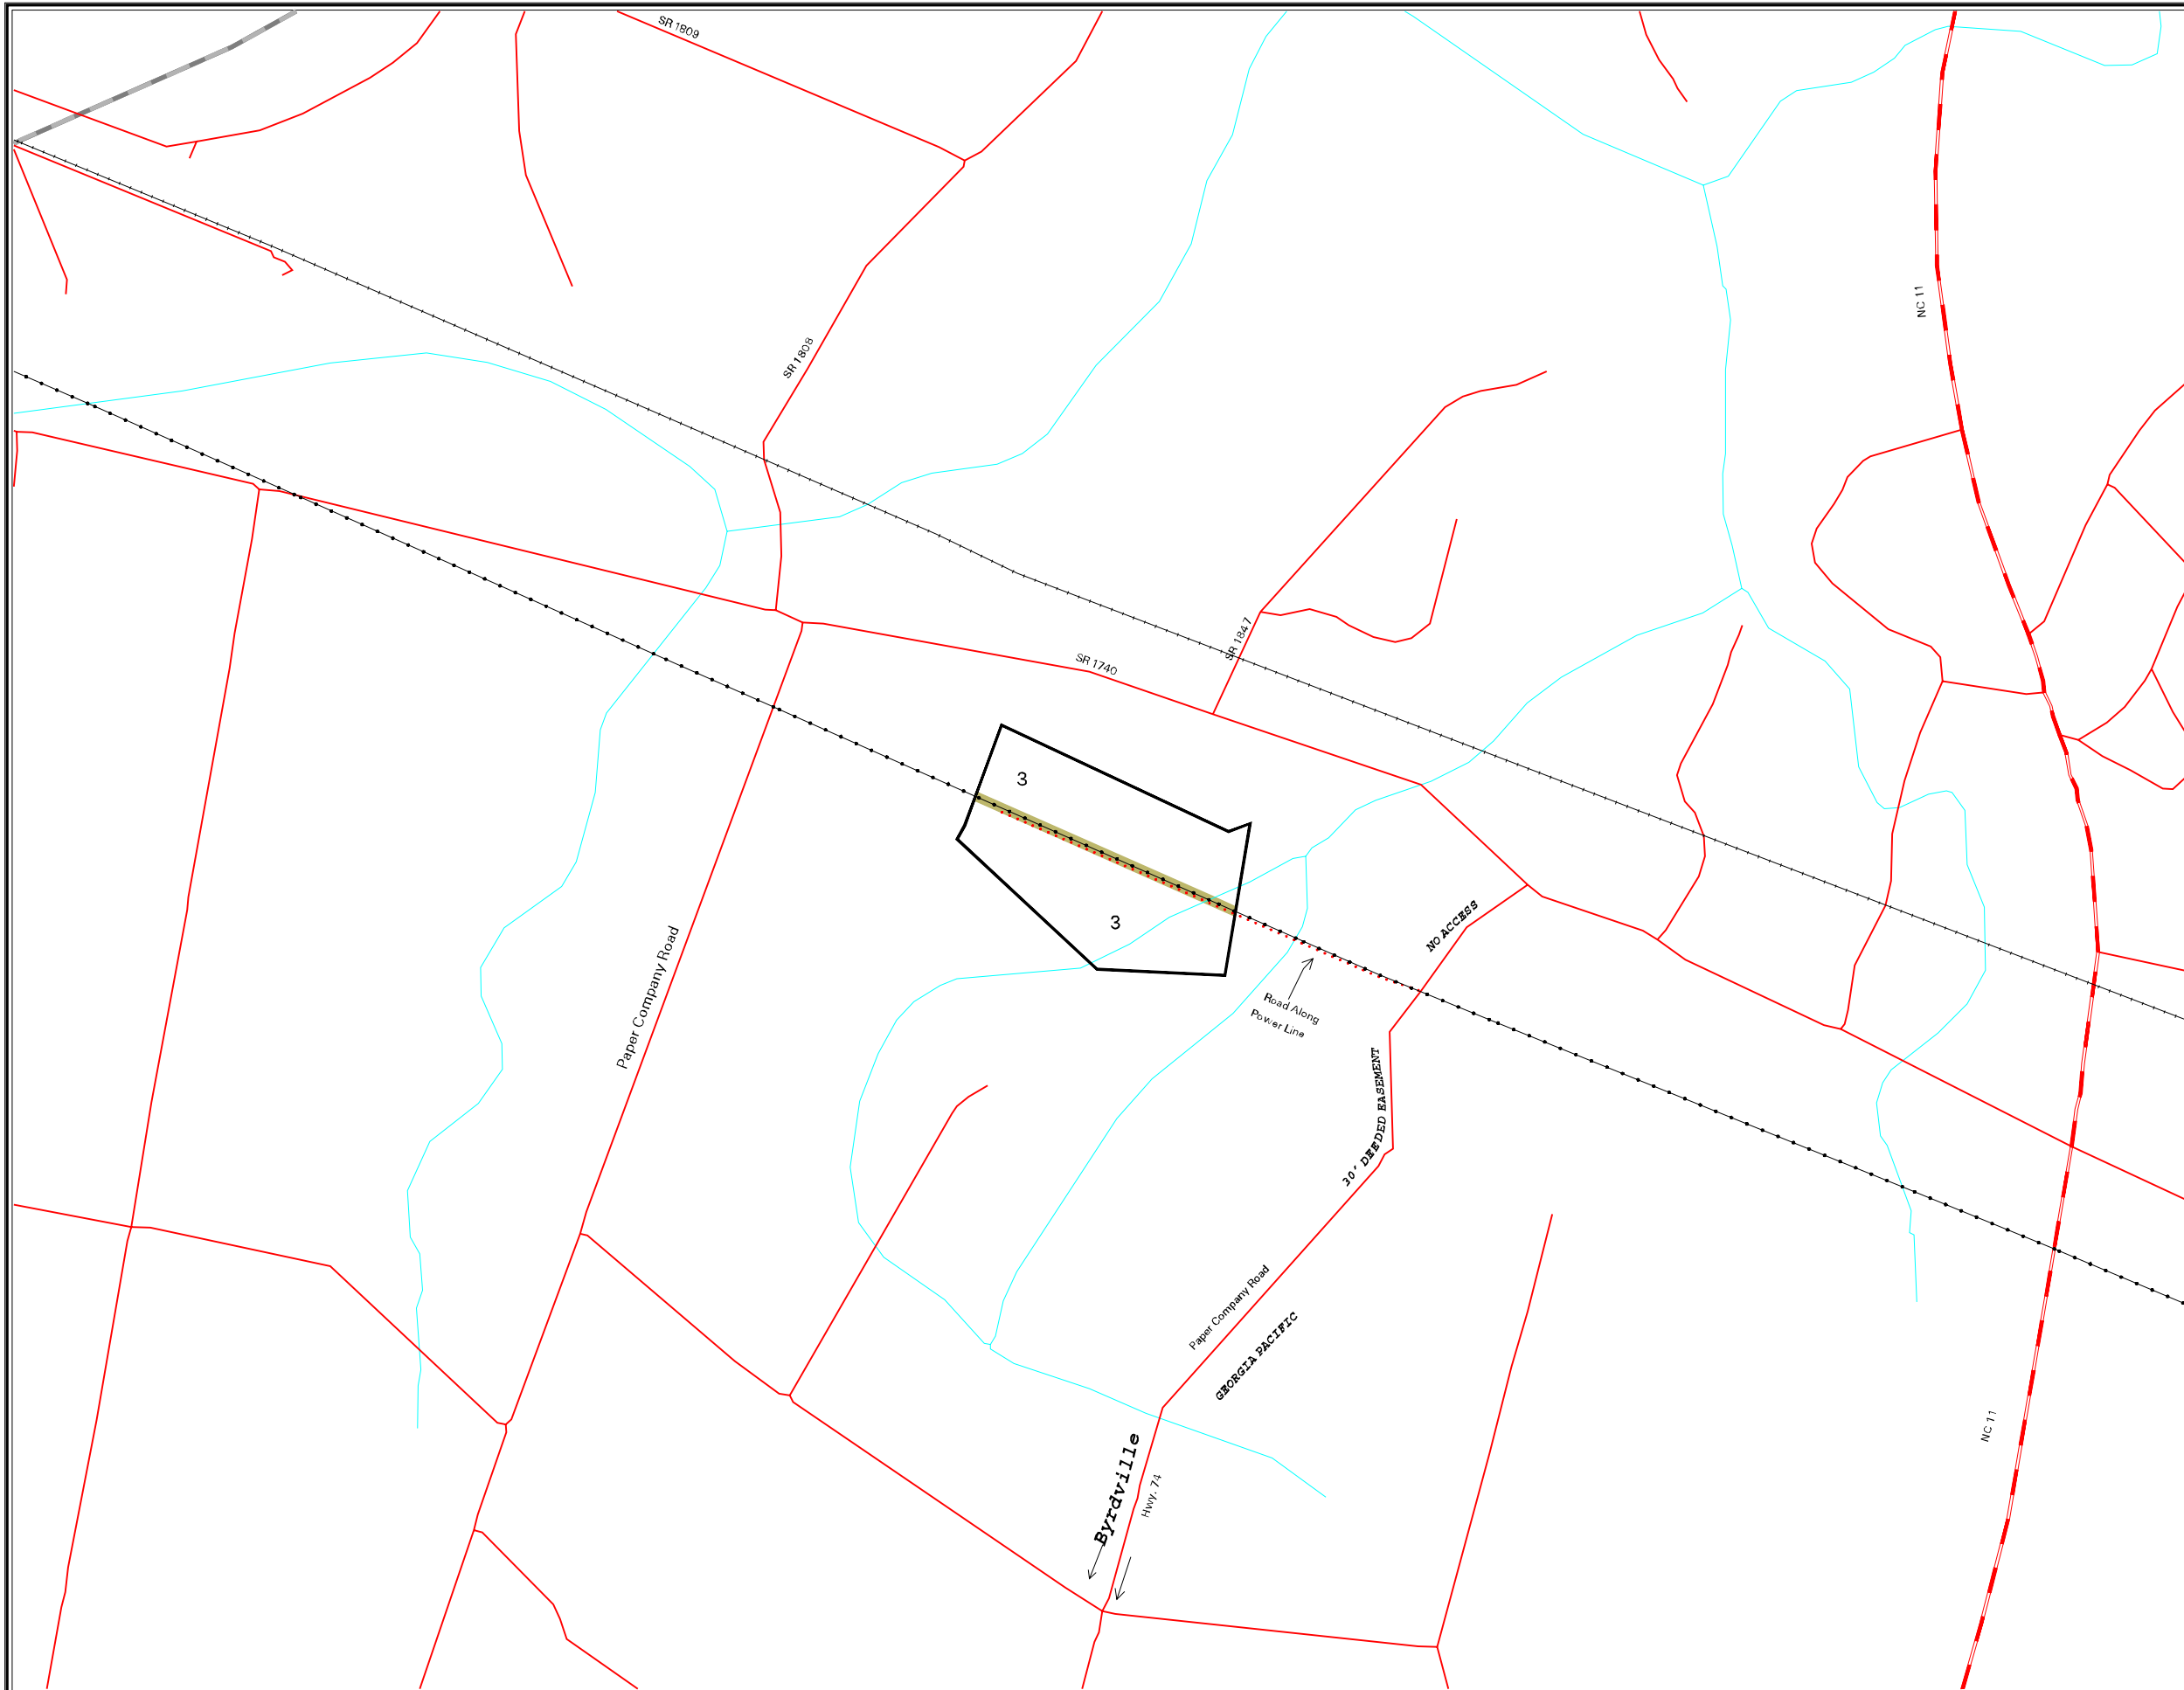 SR 1809
NC 11
SR 1808
SR 1847
SR 1740
3
3
NO ACCESS
Paper Company Road
Road Along
Power Line
30' DEEDED EASEMENT
Paper Company Road
GEORGIA PACIFIC
NC 11
Byrdville
Hwy. 74